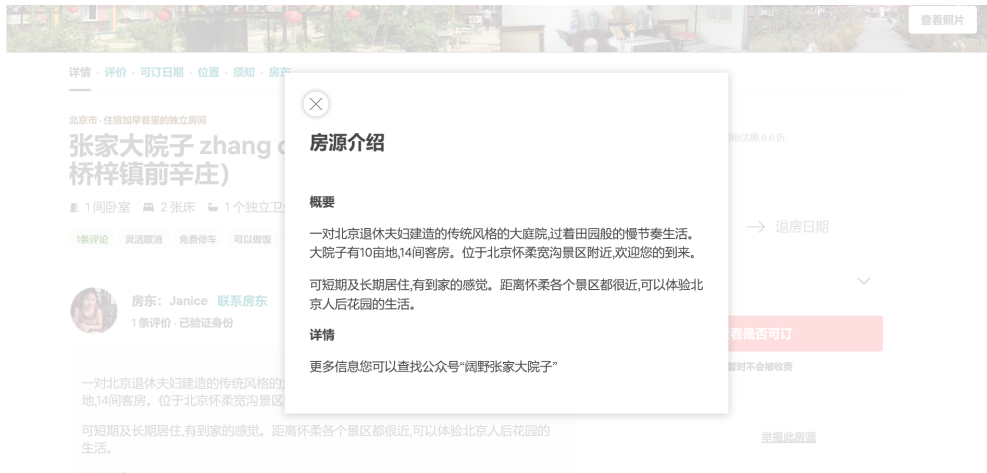 查看照片
详情 · 评价 · 可订日期 · 位置 · 须知 · 房东
北京市 · 住宿加早餐里的独立房间
张家大院子 zhang
桥梓镇前辛庄）
1间卧室 2张床 1个独立卫
1条评论 灵活取消 免费停车 可以做饭
房东：Janice 联系房东
1条评价 · 已验证身份
一对北京退休夫妇建造的传统风格的
地,14间客房。位于北京怀柔宽沟景区
可短期及长期居住,有到家的感觉。距离怀柔各个景区都很近,可以体验北京人后花园的
生活。
房源介绍
概要
一对北京退休夫妇建造的传统风格的大庭院,过着田园般的慢节奏生活。
大院子有10亩地,14间客房。位于北京怀柔宽沟景区附近,欢迎您的到来。
可短期及长期居住,有到家的感觉。距离怀柔各个景区都很近,可以体验北
京人后花园的生活。
详情
更多信息您可以查找公众号“阔野张家大院子”
优惠 8.6 折
→ 退房日期
看是否可订
暂时不会被收费
举报此房源